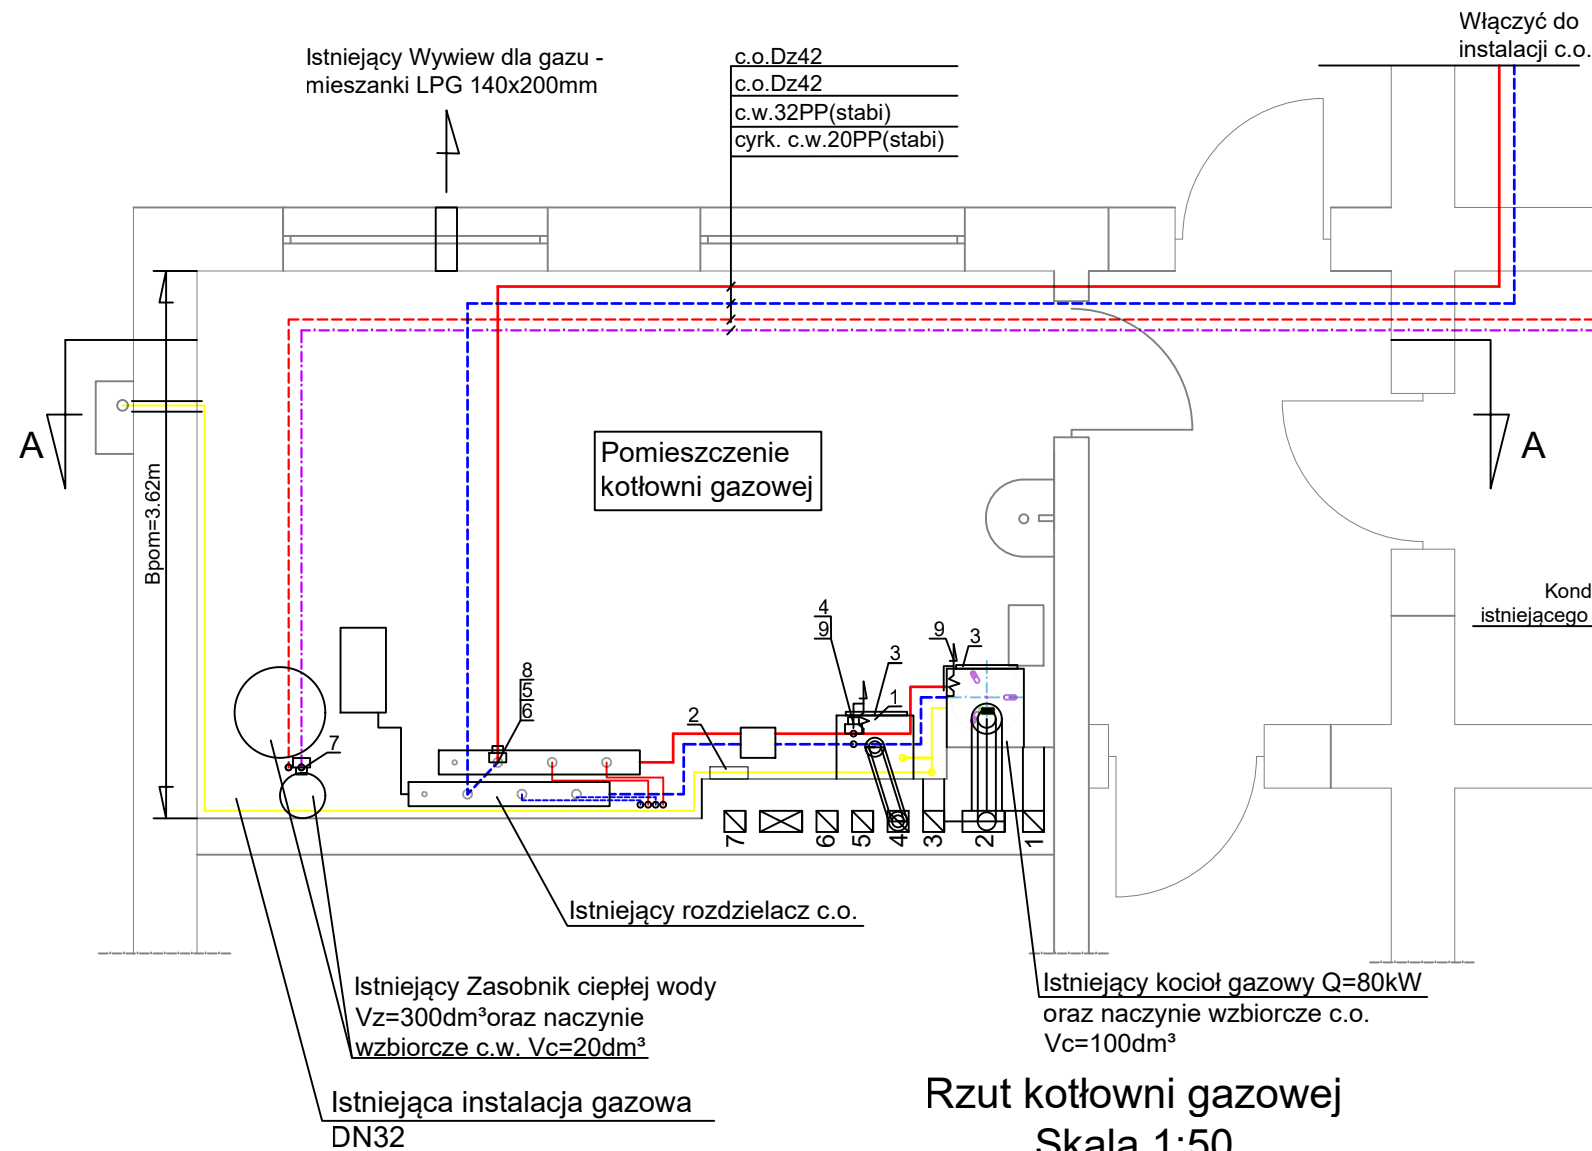 Włączyć do
instalacji c.o.
Istniejący Wywiew dla gazu -
mieszanki LPG 140x200mm
c.o.Dz42
c.o.Dz42
c.w.32PP(stabi)
cyrk. c.w.20PP(stabi)
A
A
Bpom=3.62m
Pomieszczenie
kotłowni gazowej
Kond
istniejącego
4
9
3
1
9
3
8
5
6
2
7
7
6
5
4
3
2
1
Istniejący rozdzielacz c.o.
Istniejący Zasobnik ciepłej wody
Vz=300dm³oraz naczynie
wzbiorcze c.w. Vc=20dm³
Istniejący kocioł gazowy Q=80kW
oraz naczynie wzbiorcze c.o.
Vc=100dm³
Istniejąca instalacja gazowa
DN32
Rzut kotłowni gazowej
Skala 1:50